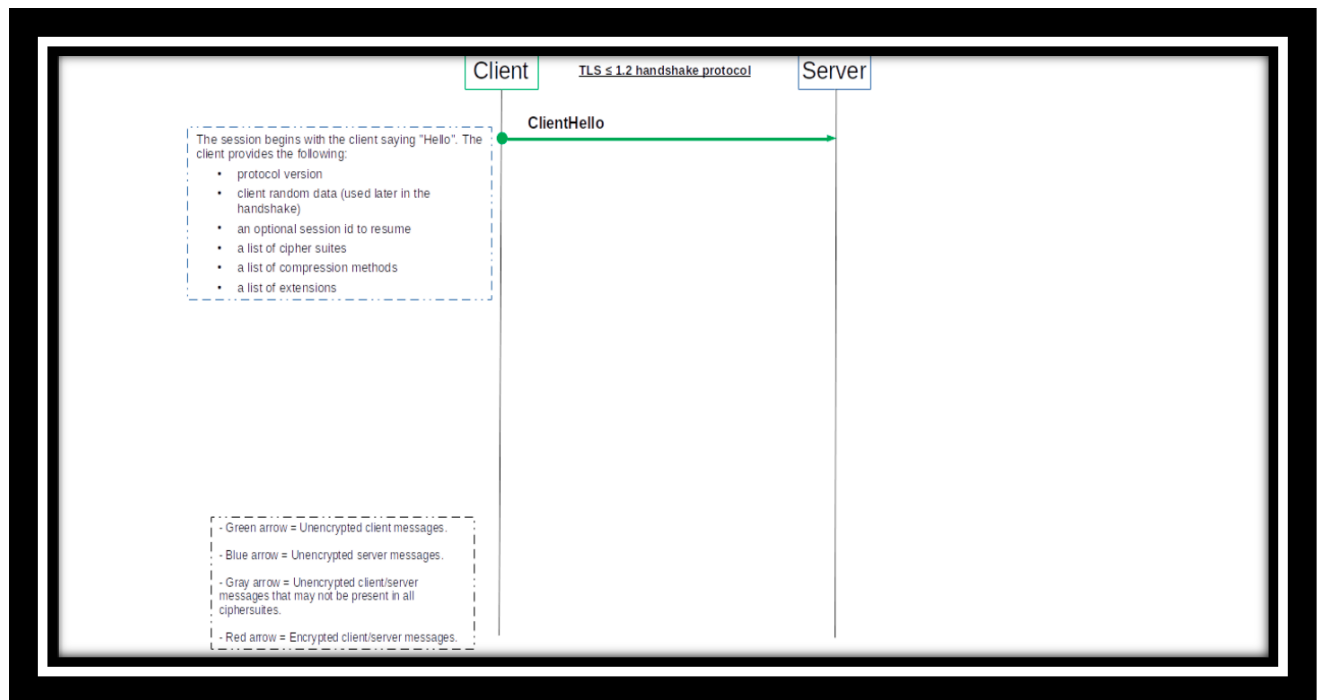 Client
TLS ≤ 1.2 handshake protocol
Server
ClientHello
The session begins with the client saying "Hello". The
client provides the following:
• protocol version
• client random data (used later in the
handshake)
• an optional session id to resume
• a list of cipher suites
• a list of compression methods
• a list of extensions
- Green arrow = Unencrypted client messages.
- Blue arrow = Unencrypted server messages.
- Gray arrow = Unencrypted client/server
messages that may not be present in all
ciphersuites.
- Red arrow = Encrypted client/server messages.